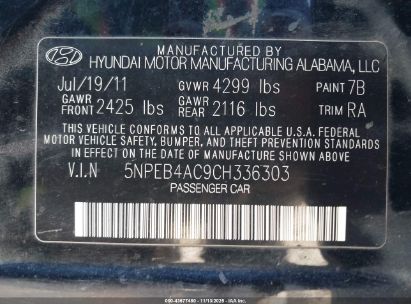 MANUFACTURED BY
HYUNDAI MOTOR MANUFACTURING ALABAMA, LLC
Jul/19/11 GVWR 4299 lbs PAINT 7B
GAWR FRONT 2425 lbs GAWR REAR 2116 lbs TRIM RA
THIS VEHICLE CONFORMS TO ALL APPLICABLE U.S.A. FEDERAL
MOTOR VEHICLE SAFETY, BUMPER, AND THEFT PREVENTION STANDARDS
IN EFFECT ON THE DATE OF MANUFACTURE SHOWN ABOVE.
V.I.N 5NPEB4AC9CH336303
PASSENGER CAR